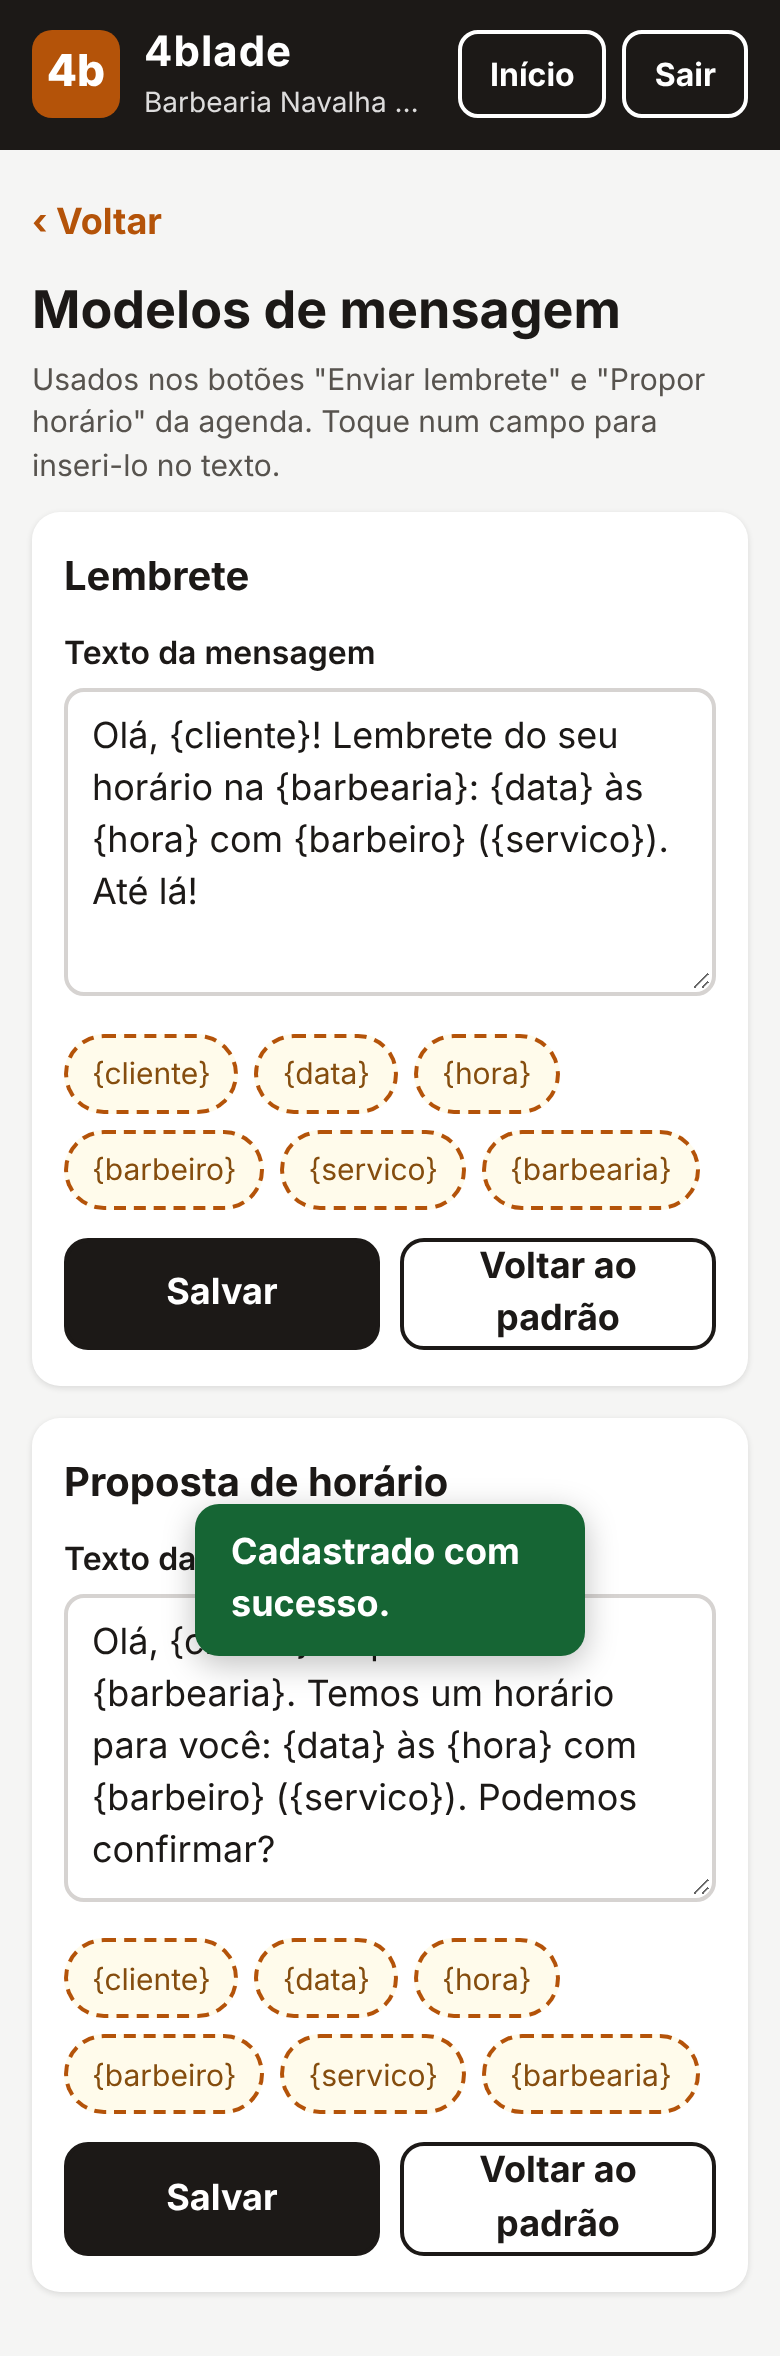 4b
4blade
Barbearia Navalha ...
Início
Sair
‹ Voltar
Modelos de mensagem
Usados nos botões "Enviar lembrete" e "Propor
horário" da agenda. Toque num campo para
inseri-lo no texto.
Lembrete
Texto da mensagem
Olá, {cliente}! Lembrete do seu
horário na {barbearia}: {data} às
{hora} com {barbeiro} ({servico}).
Até lá!
{cliente}
{data}
{hora}
{barbeiro}
{servico}
{barbearia}
Salvar
Voltar ao
padrão
Proposta de horário
Texto da
Cadastrado com
sucesso.
Olá,
{barbearia}. Temos um horário
para você: {data} às {hora} com
{barbeiro} ({servico}). Podemos
confirmar?
{cliente}
{data}
{hora}
{barbeiro}
{servico}
{barbearia}
Salvar
Voltar ao
padrão